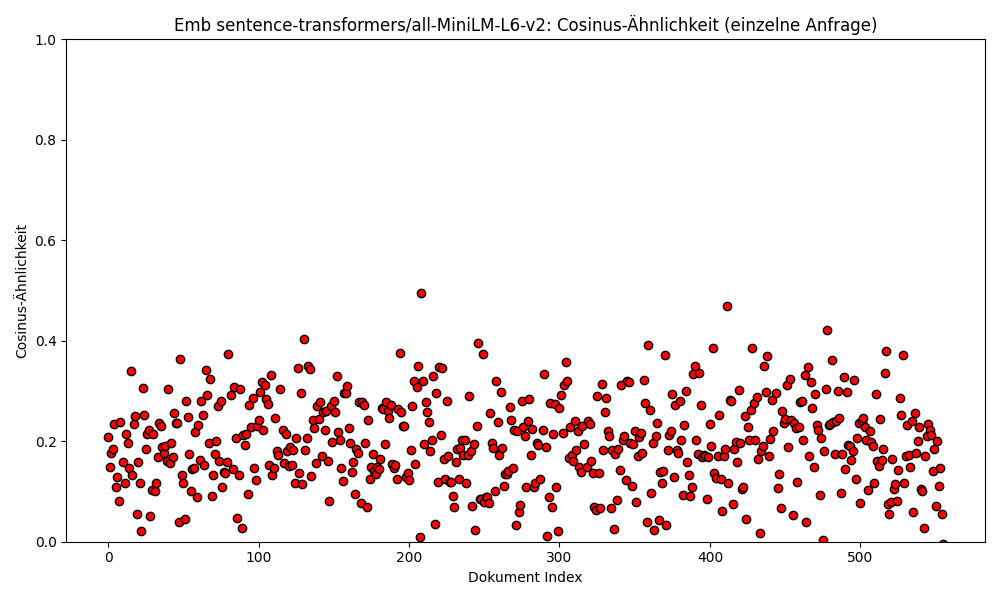 Emb sentence-transformers/all-MiniLM-L6-v2: Cosinus-Ähnlichkeit (einzelne Anfrage)
1.0
0.8
0.6
0.4
0.2
0.0
Cosinus-Ähnlichkeit
0 100 200 300 400 500
Dokument Index